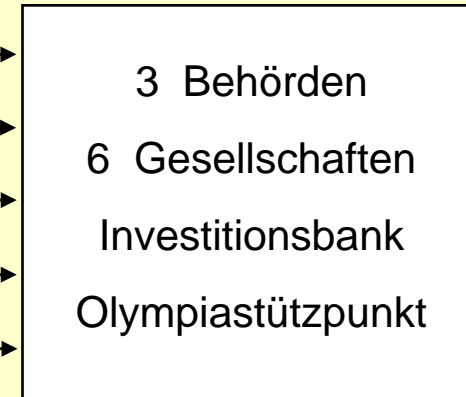 3 Behörden
6 Gesellschaften
Investitionsbank
Olympiastützpunkt